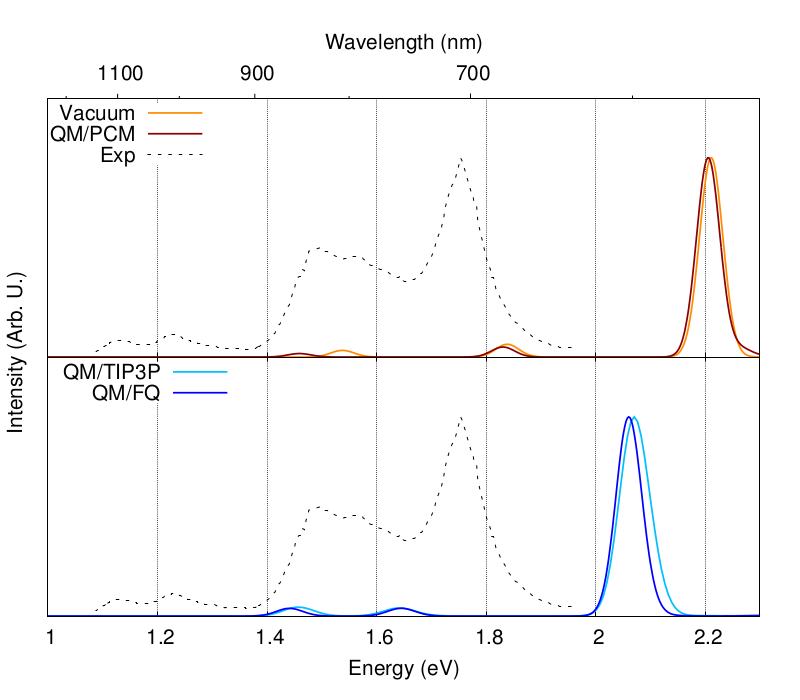 Wavelength (nm)
1100 900 700
Vacuum
QM/PCM
Exp
Intensity (Arb. U.)
QM/TIP3P
QM/FQ
1 1.2 1.4 1.6 1.8 2 2.2
Energy (eV)